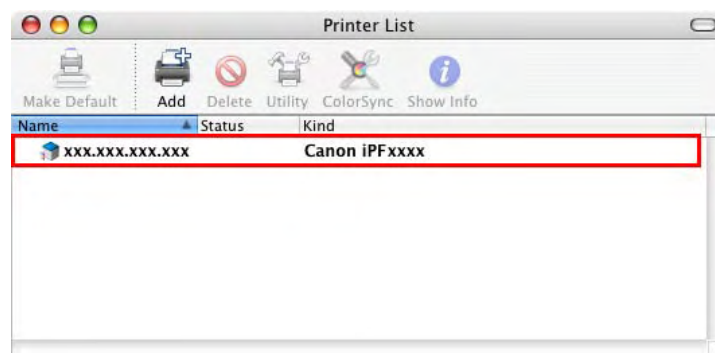 Printer List
Make Default Add Delete Utility ColorSync Show Info
Name Status Kind
xxx.xxx.xxx.xxx Canon iPFxxxx